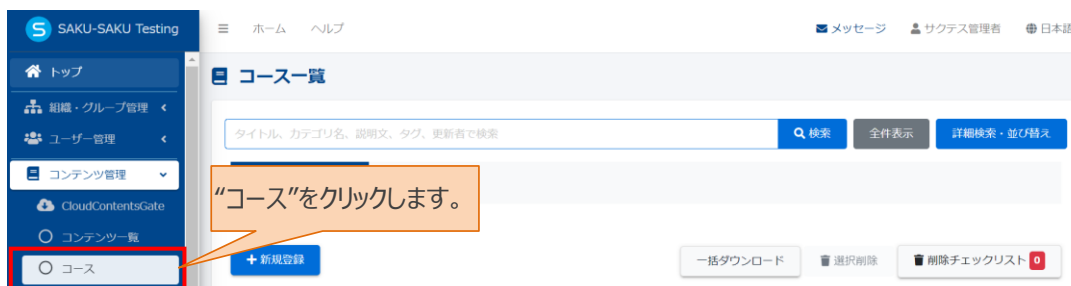 SAKU-SAKU Testing
ホーム ヘルプ
メッセージ サクテス管理者 日本語
トップ
コース一覧
組織・グループ管理
ユーザー管理
タイトル、カテゴリ名、説明文、タグ、更新者で検索
検索 全件表示 詳細検索・並び替え
コンテンツ管理
CloudContentsGate
コンテンツ一覧
コース
“コース”をクリックします。
+新規登録
一括ダウンロード 選択削除 削除チェックリスト 0